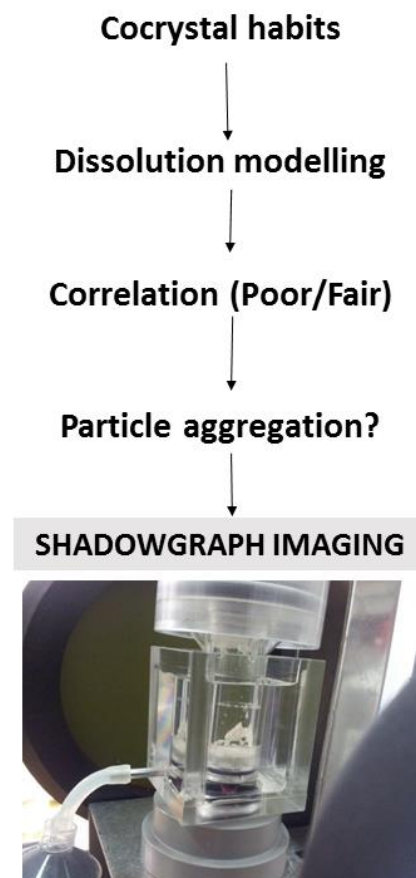 Cocrystal habits
Dissolution modelling
Correlation (Poor/Fair)
Particle aggregation?
SHADOWGRAPH IMAGING